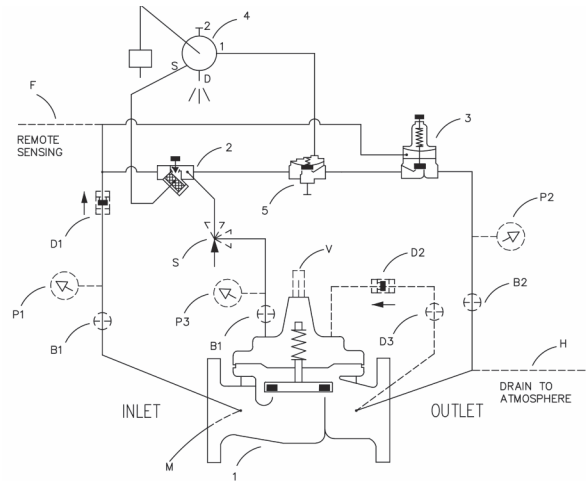 2
4
1
S
D
F
REMOTE
SENSING
2
3
5
D1
P2
S
V
D2
P1
P3
B2
B1
B1
D3
H
DRAIN TO
ATMOSPHERE
INLET
OUTLET
M
1